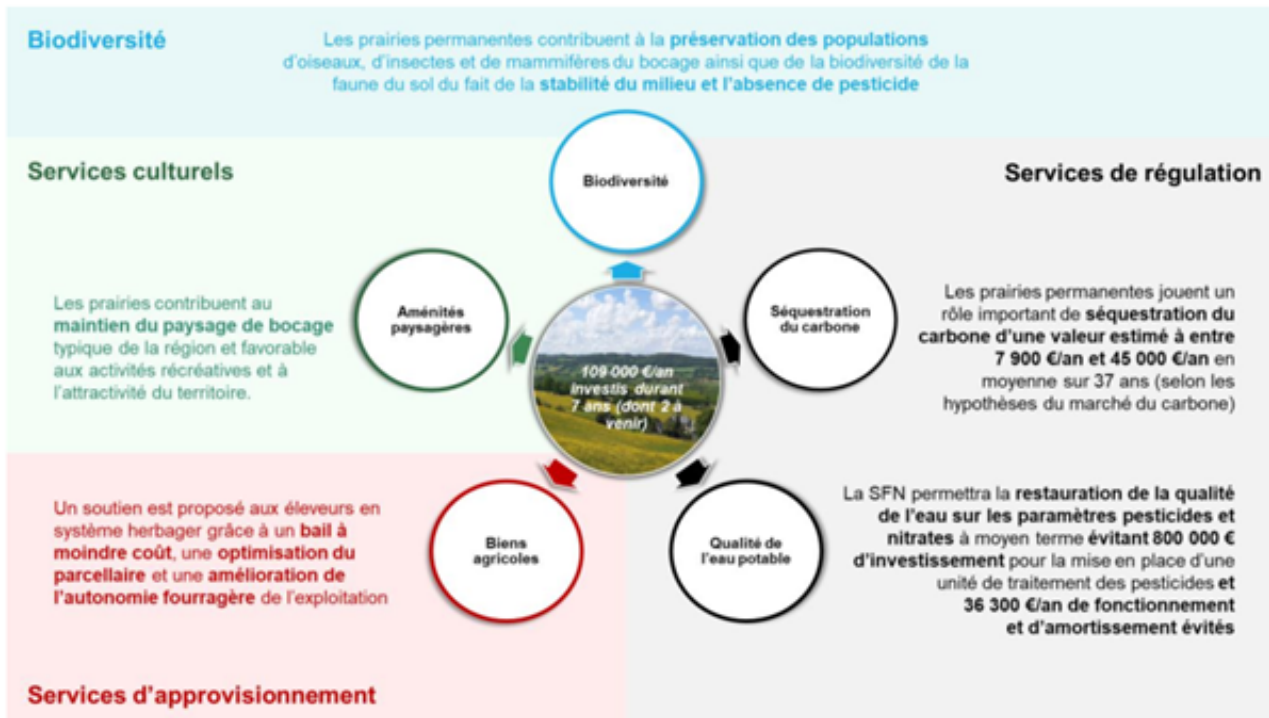 Biodiversité
Les prairies permanentes contribuent à la préservation des populations
d'oiseaux, d'insectes et de mammifères du bocage ainsi que de la biodiversité de la
faune du sol du fait de la stabilité du milieu et l'absence de pesticide
Services culturels
Services de régulation
Biodiversité
Les prairies contribuent au
maintien du paysage de bocage
typique de la région et favorable
aux activités récréatives et à
l'attractivité du territoire.
Aménités
paysagères
Séquestration
du carbone
Les prairies permanentes jouent un
rôle important de séquestration du
carbone d'une valeur estimé à entre
7 900 €/an et 45 000 €/an en
moyenne sur 37 ans (selon les
hypothèses du marché du carbone)
109 000 €/an
investis durant
7 ans (dont 2 à
venir)
Un soutien est proposé aux éleveurs en
système herbager grâce à un bail à
moindre coût, une optimisation du
parcellaire et une amélioration de
l'autonomie fourragère de l'exploitation
Biens
agricoles
Qualité de
l'eau potable
La SFN permettra la restauration de la qualité
de l'eau sur les paramètres pesticides et
nitrates à moyen terme évitant 800 000 €
d'investissement pour la mise en place d'une
unité de traitement des pesticides et
36 300 €/an de fonctionnement
et d'amortissement évités
Services d'approvisionnement